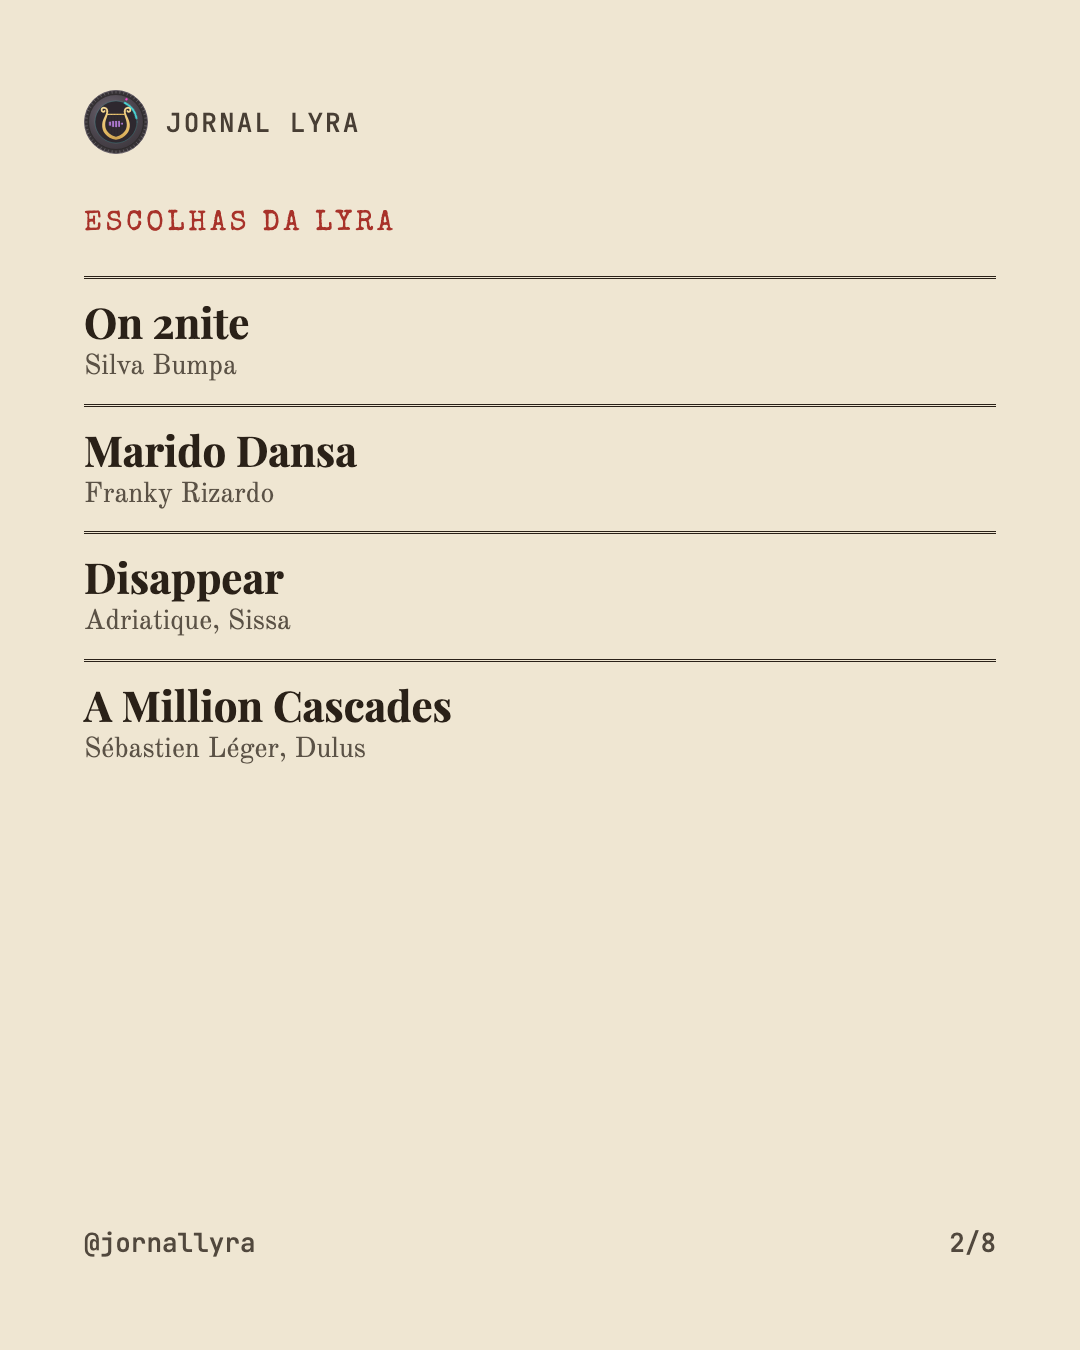 JORNAL LYRA
ESCOLHAS DA LYRA
On 2nite
Silva Bumpa
Marido Dansa
Franky Rizardo
Disappear
Adriatique, Sissa
A Million Cascades
Sébastien Léger, Dulus
@jornallyra
2/8